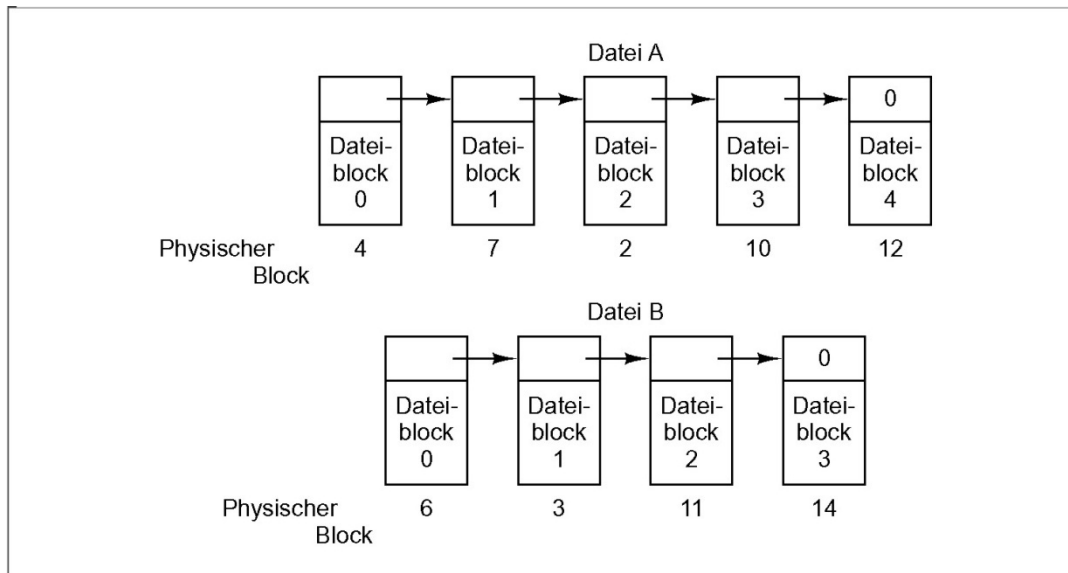 Datei A
0
Datei-
block
0
Datei-
block
1
Datei-
block
2
Datei-
block
3
Datei-
block
4
Physischer
Block
4 7 2 10 12
Datei B
0
Datei-
block
0
Datei-
block
1
Datei-
block
2
Datei-
block
3
Physischer
Block
6 3 11 14